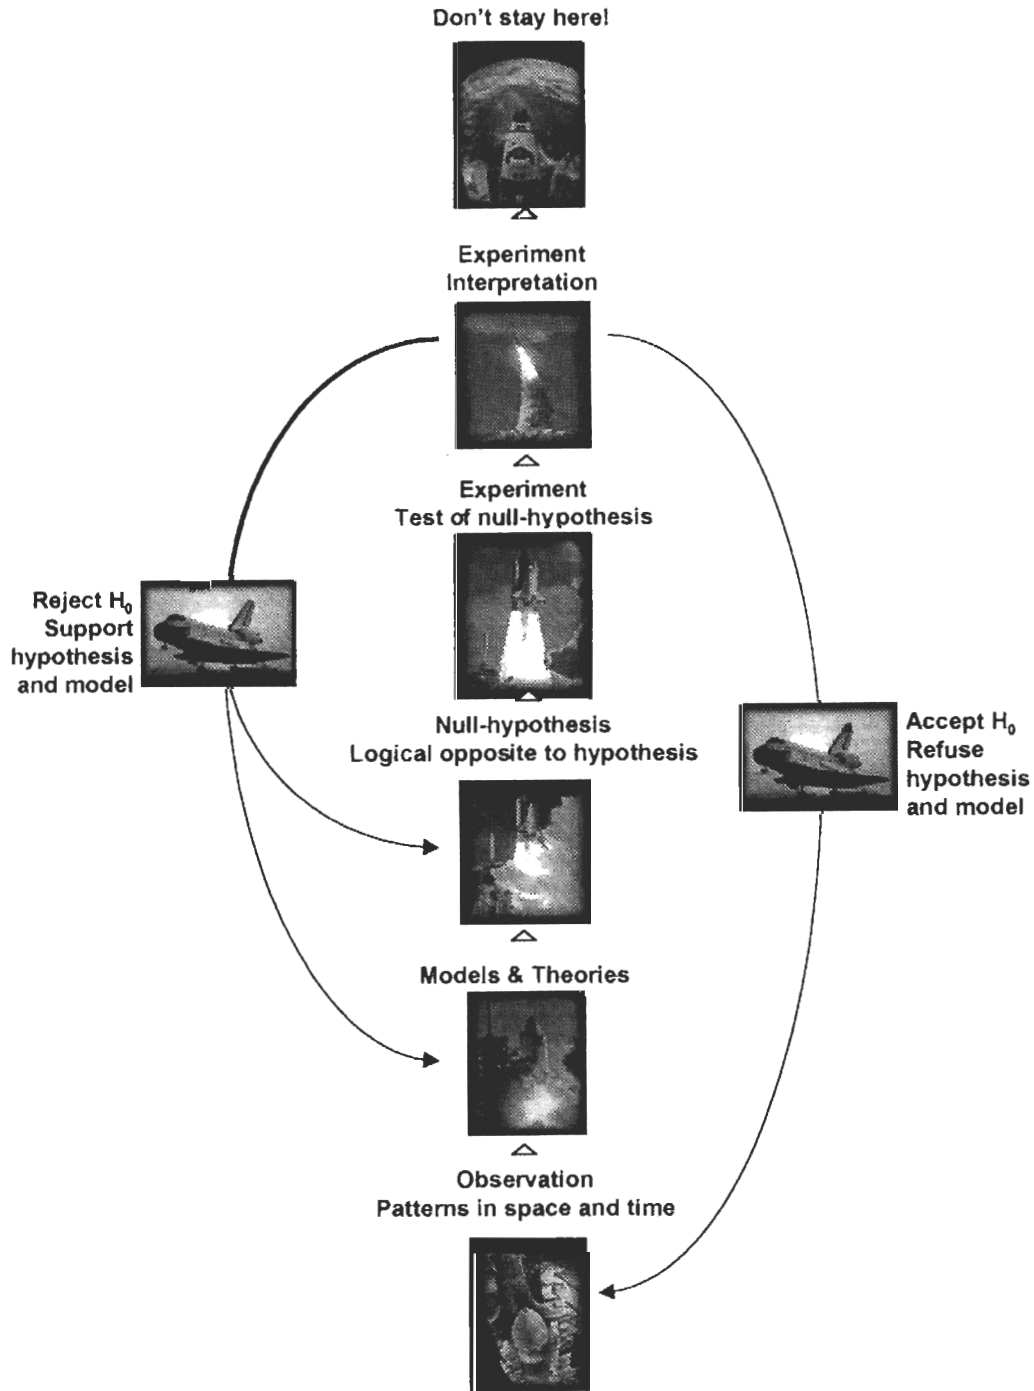 Don't stay here!
Experiment
Interpretation
Experiment
Test of null-hypothesis
Reject H₀
Support
hypothesis
and model
Null-hypothesis
Logical opposite to hypothesis
Accept H₀
Refuse
hypothesis
and model
Models & Theories
Observation
Patterns in space and time